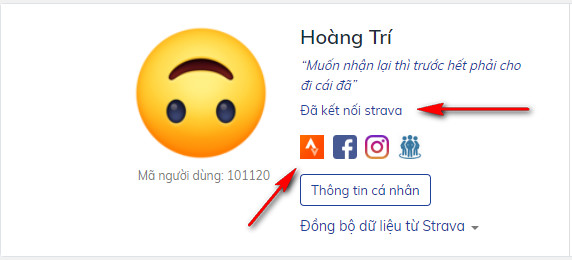 Hoàng Trí
“Muốn nhận lại thì trước hết phải cho
đi cái đã”
Đã kết nối strava
Mã người dùng: 101120
Thông tin cá nhân
Đồng bộ dữ liệu từ Strava